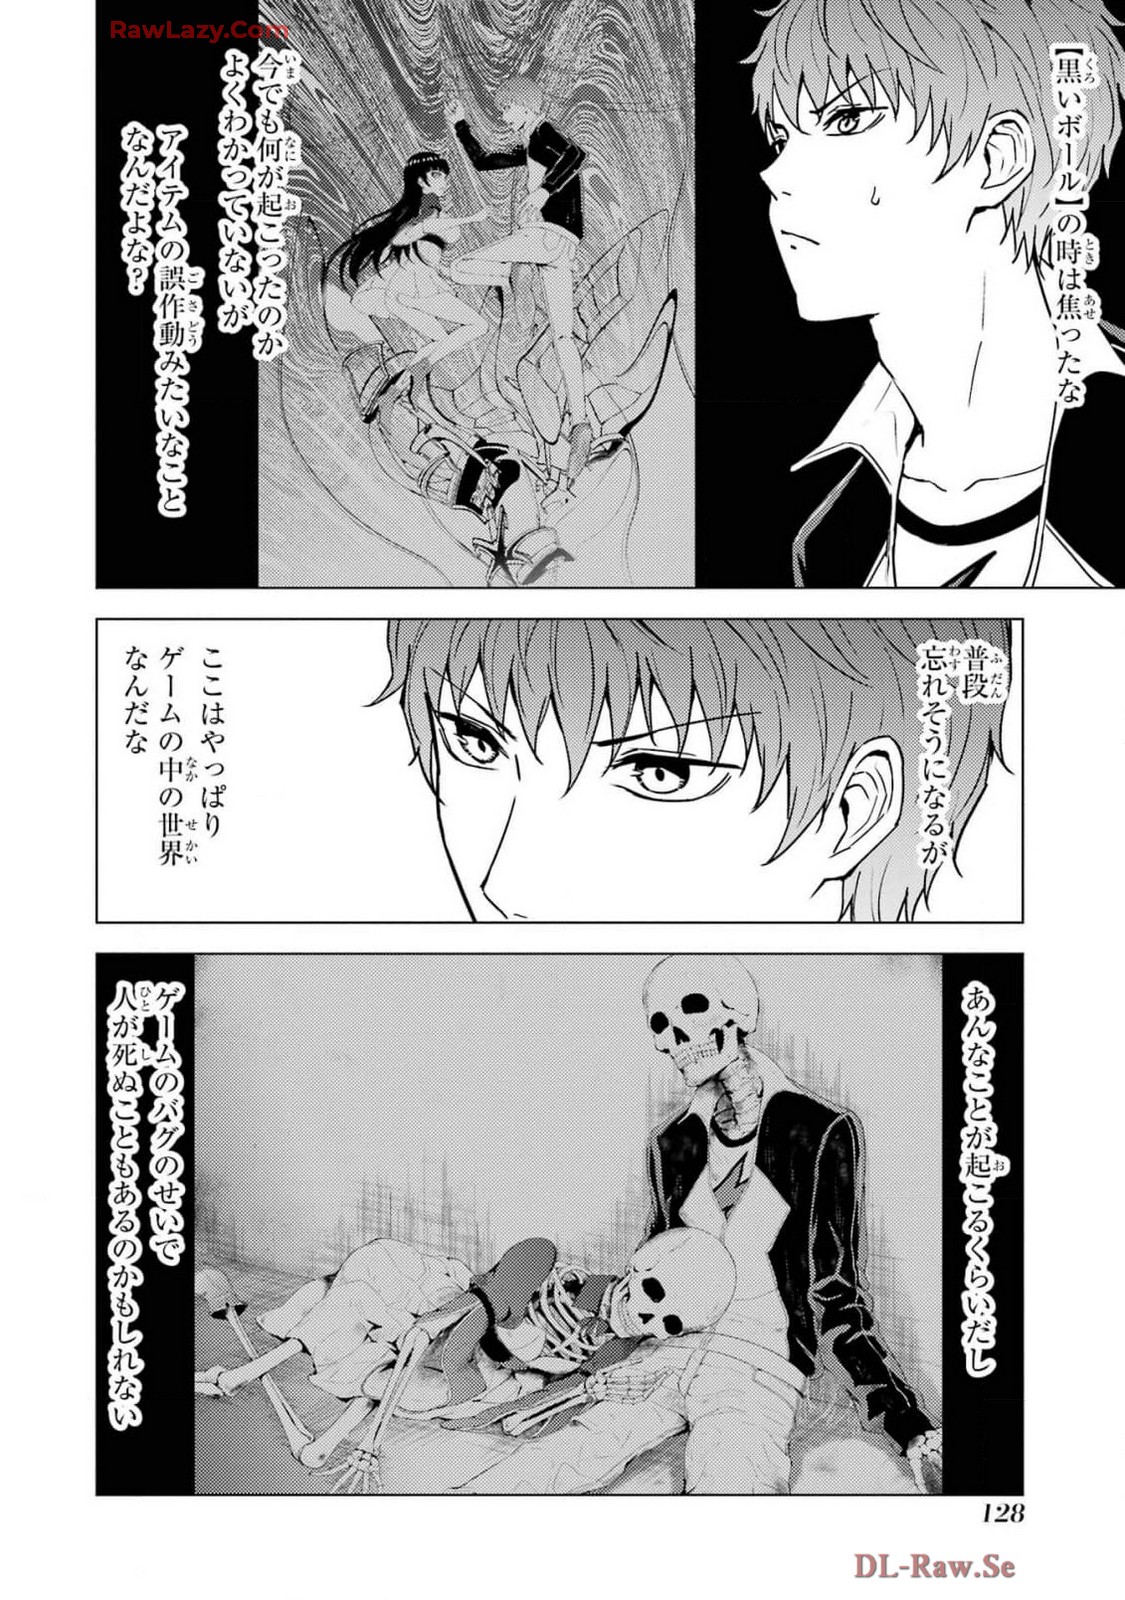 RawLazy.Com
【黒いボール】の時は焦ったな
今でも何が起こったのか
よくわかっていないが
アイテムの誤作動みたいなこと
なんだよな？
普段
忘れそうになるが
ここはやっぱり
ゲームの中の世界
なんだな
あんなことが起こるくらいだし
ゲームのバグのせいで
人が死ぬこともあるのかもしれない
128
DL-Raw.Se